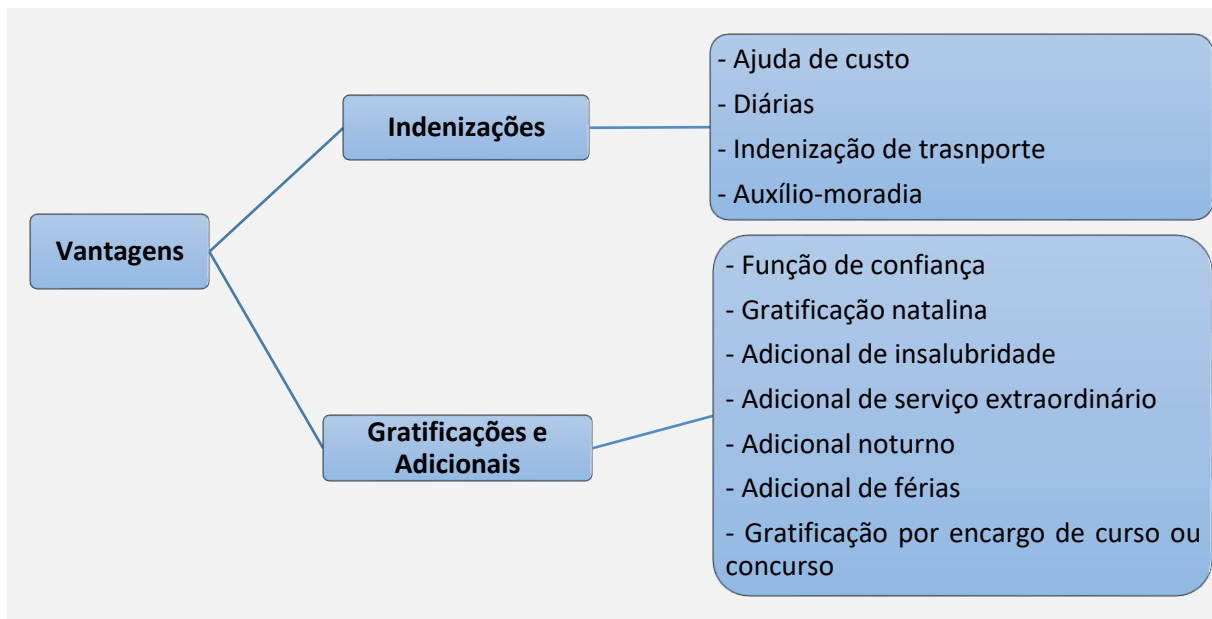 Vantagens
Indenizações
- Ajuda de custo
- Diárias
- Indenização de trasnporte
- Auxílio-moradia
Gratificações e
Adicionais
- Função de confiança
- Gratificação natalina
- Adicional de insalubridade
- Adicional de serviço extraordinário
- Adicional noturno
- Adicional de férias
- Gratificação por encargo de curso ou
concurso